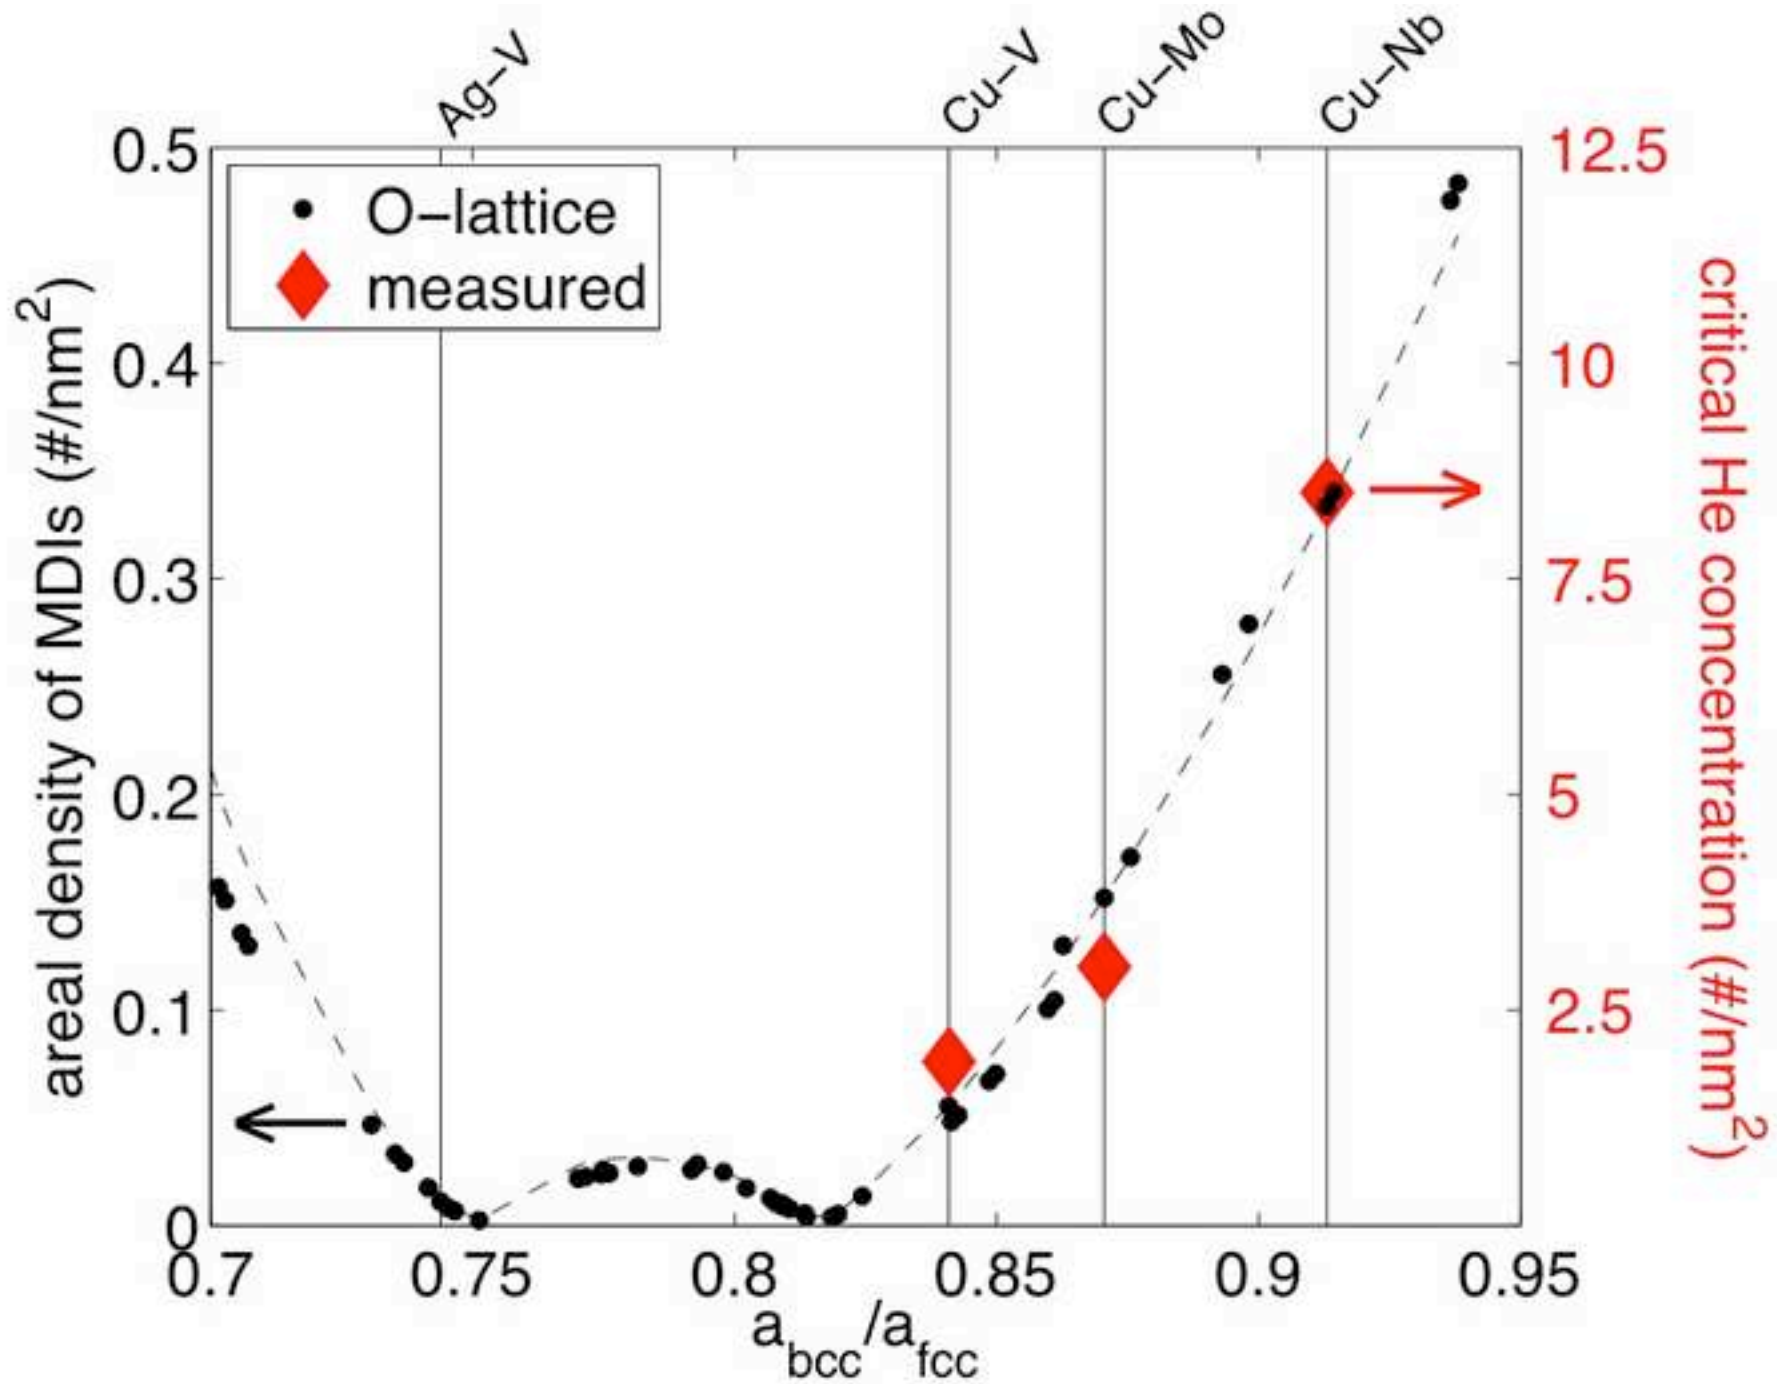 Ag–V
Cu–V
Cu–Mo
Cu–Nb
O–lattice
measured
areal density of MDIs (#/nm²)
0.5
0.4
0.3
0.2
0.1
0
12.5
10
7.5
5
2.5
critical He concentration (#/nm²)
0.7 0.75 0.8 0.85 0.9 0.95
a_bcc/a_fcc